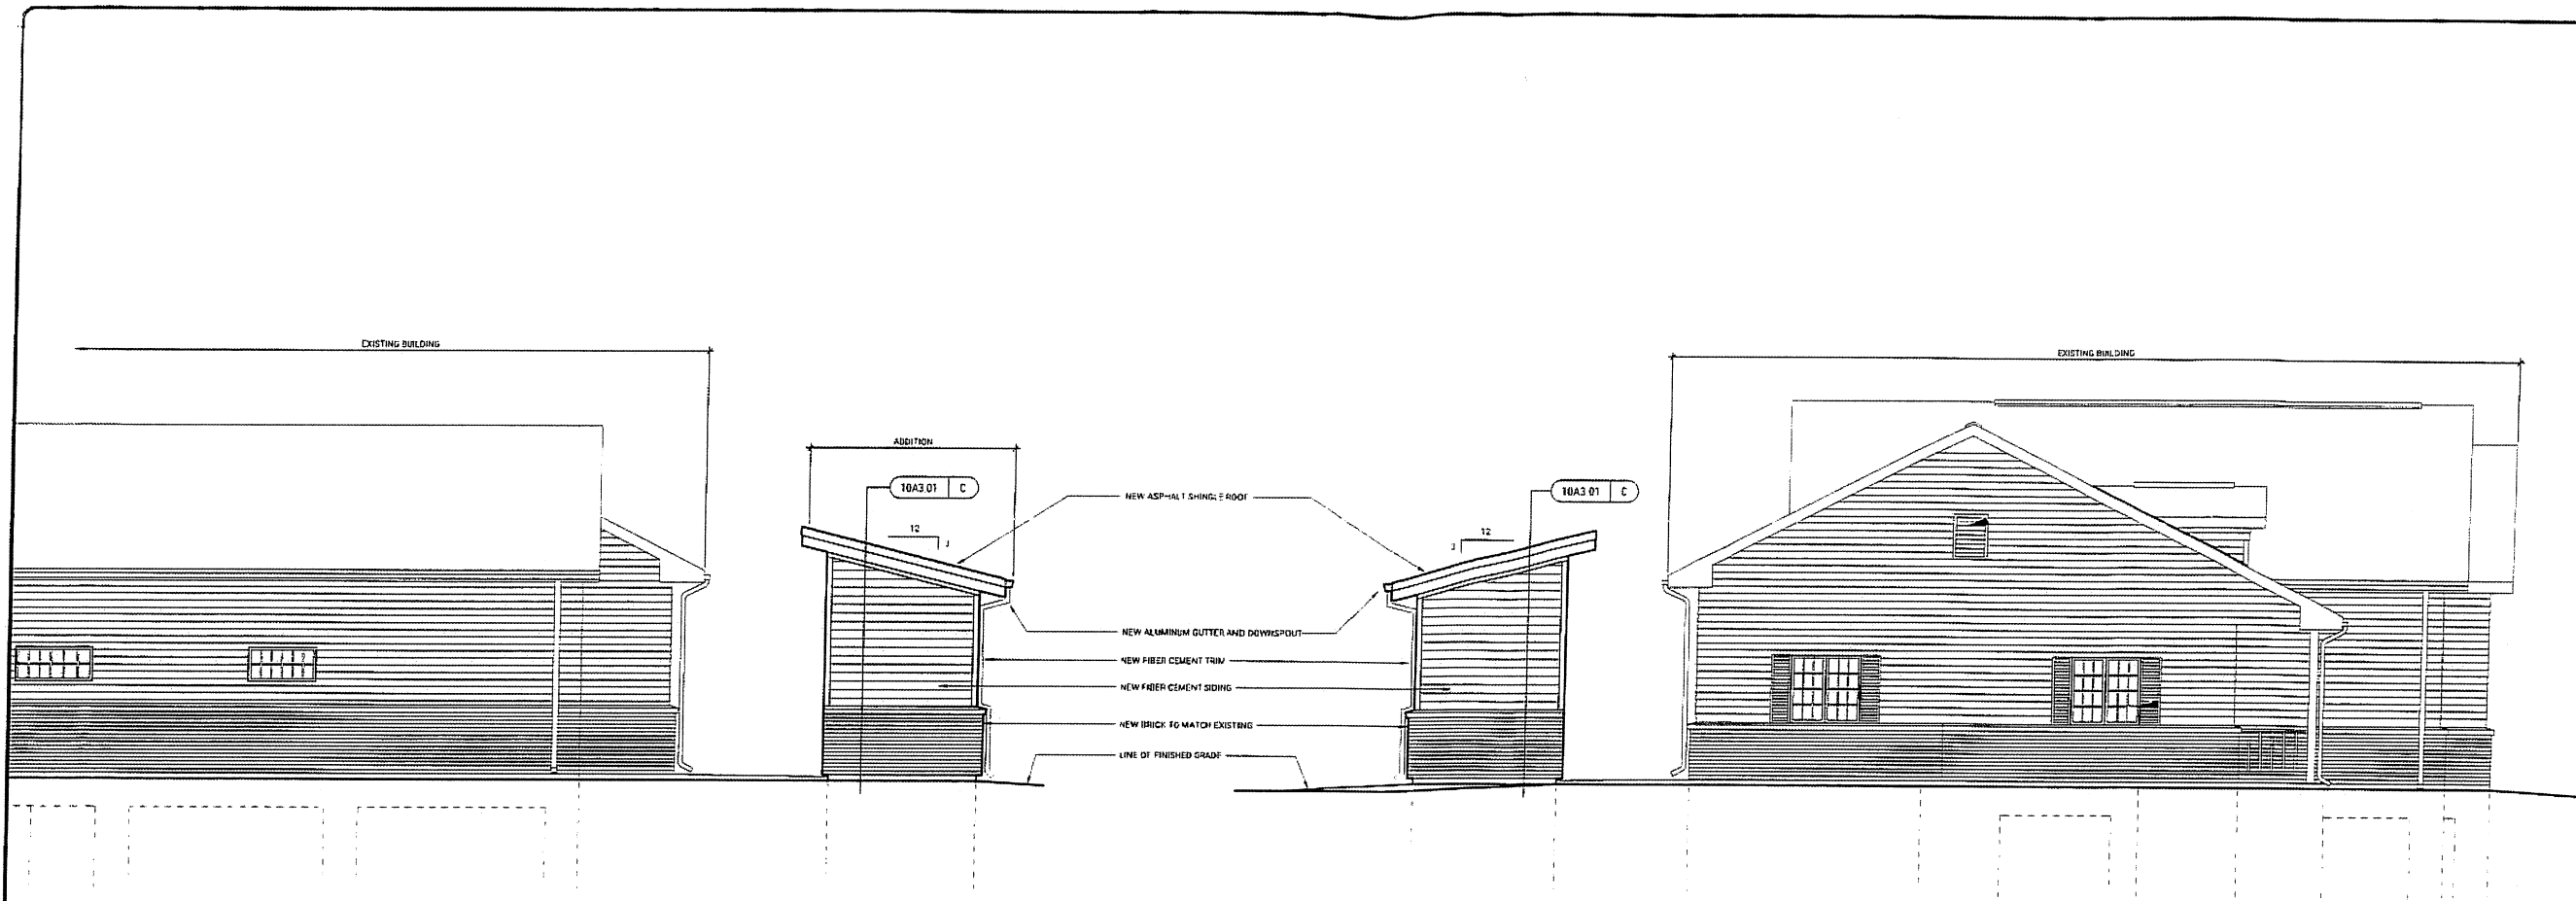 EXISTING BUILDING
EXISTING BUILDING
ADDITION
10A3.01 C
10A3.01 C
NEW ASPHALT SHINGLE ROOF
12
3
12
3
NEW ALUMINUM GUTTER AND DOWNSPOUT
NEW FIBER CEMENT TRIM
NEW FIBER CEMENT SIDING
NEW BRICK TO MATCH EXISTING
LINE OF FINISHED GRADE